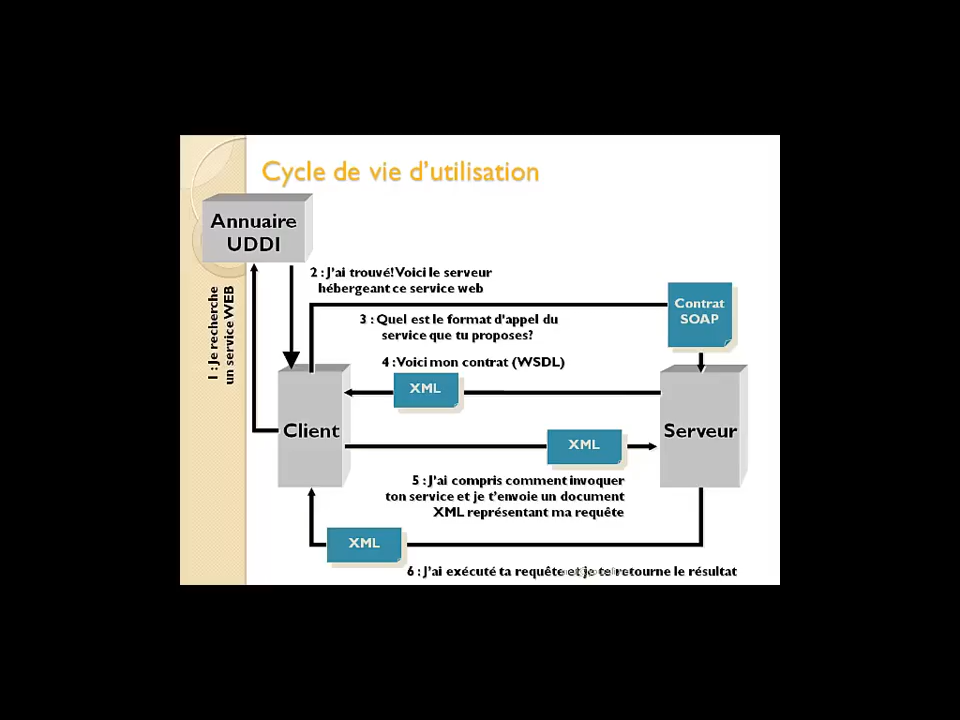 Cycle de vie d'utilisation
Annuaire
UDDI
1 : Je recherche
un service WEB
2 : J'ai trouvé! Voici le serveur
hébergeant ce service web
Contrat
SOAP
3 : Quel est le format d'appel du
service que tu proposes?
4 : Voici mon contrat (WSDL)
XML
Client
Serveur
XML
5 : J'ai compris comment invoquer
ton service et je t'envoie un document
XML représentant ma requête
XML
6 : J'ai exécuté ta requête et je te retourne le résultat